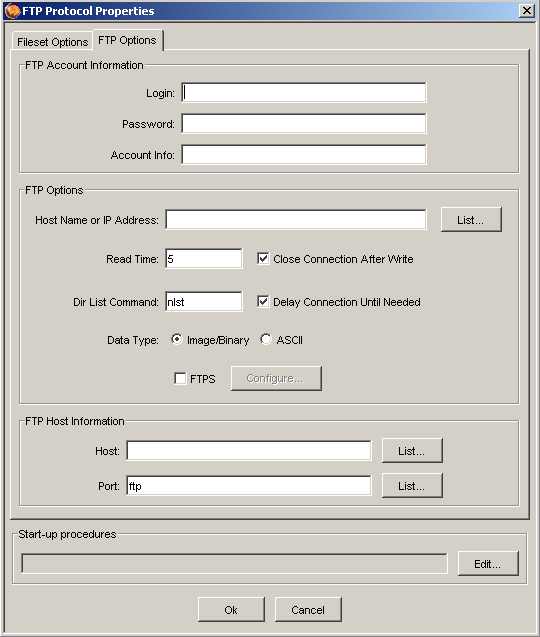 FTP Protocol Properties
Fileset Options FTP Options
FTP Account Information
Login:
Password:
Account Info:
FTP Options
Host Name or IP Address: List...
Read Time: 5 Close Connection After Write
Dir List Command: nlst Delay Connection Until Needed
Data Type: Image/Binary ASCII
FTPS Configure...
FTP Host Information
Host: List...
Port: ftp List...
Start-up procedures
Edit...
Ok Cancel